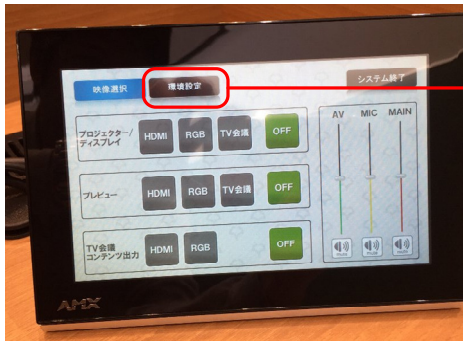 映像選択 環境設定 システム終了
AV MIC MAIN
プロジェクター/
ディスプレイ HDMI RGB TV会議 OFF
プレビュー HDMI RGB TV会議 OFF
TV会議
コンテンツ出力 HDMI RGB OFF
mute mute mute
AMX